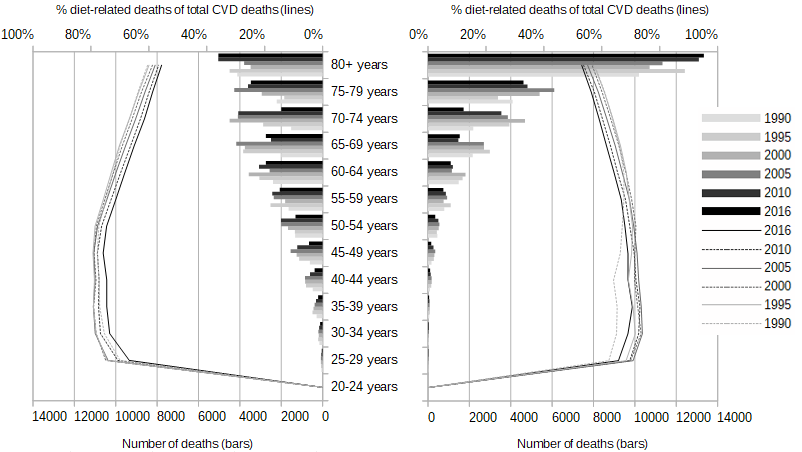 % diet-related deaths of total CVD deaths (lines)
% diet-related deaths of total CVD deaths (lines)
100% 80% 60% 40% 20% 0%
0% 20% 40% 60% 80% 100%
80+ years
75-79 years
70-74 years
65-69 years
60-64 years
55-59 years
50-54 years
45-49 years
40-44 years
35-39 years
30-34 years
25-29 years
20-24 years
1990
1995
2000
2005
2010
2016
2016
2010
2005
2000
1995
1990
14000 12000 10000 8000 6000 4000 2000 0
0 2000 4000 6000 8000 10000 12000 14000
Number of deaths (bars)
Number of deaths (bars)